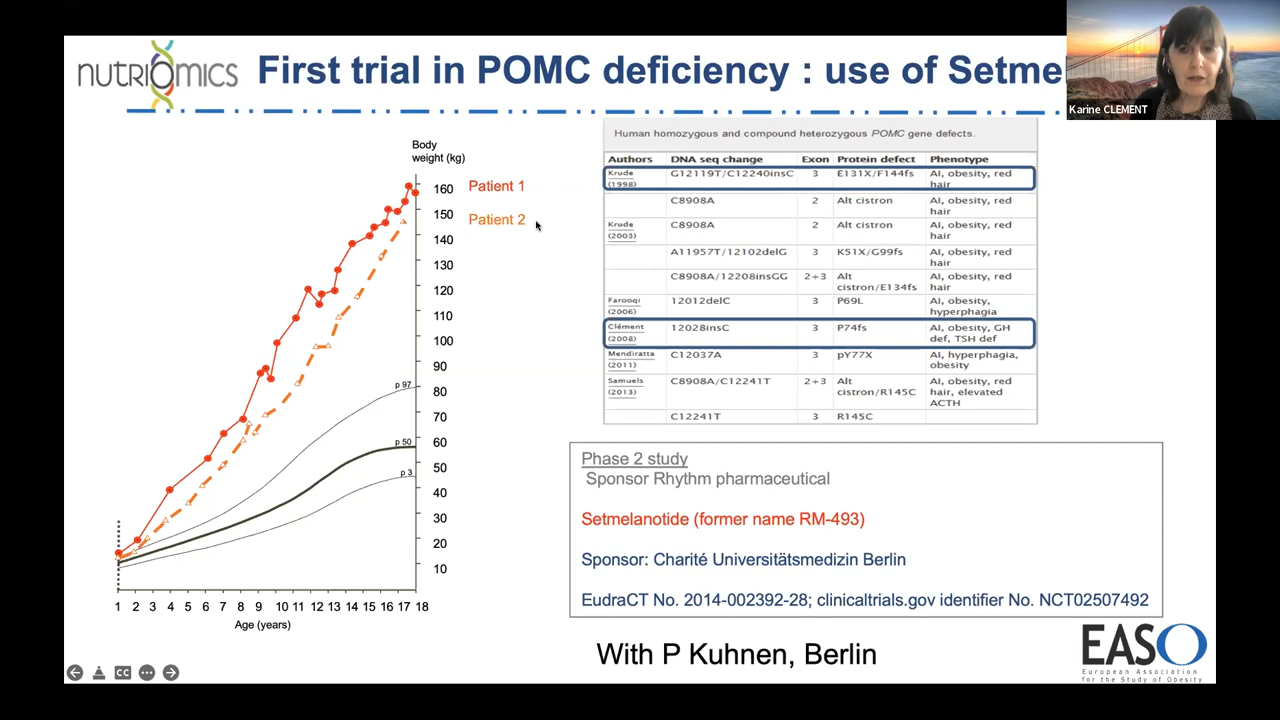 nutriomics
First trial in POMC deficiency : use of Setme
Karine CLEMENT
Body
weight (kg)
160
150
140
130
120
110
100
90
80
70
60
50
40
30
20
10
Patient 1
Patient 2
p 97
p 50
p 3
1 2 3 4 5 6 7 8 9 10 11 12 13 14 15 16 17 18
Age (years)
Human homozygous and compound heterozygous POMC gene defects.
Authors DNA seq change Exon Protein defect Phenotype
Krude G12119T/C12240insC 3 E131X/F144fs AI, obesity, red
(1998) hair
C8908A 2 Alt cistron AI, obesity, red
hair
Krude C8908A 2 Alt cistron AI, obesity, red
(2003) hair
A11957T/12102delG 3 K51X/G99fs AI, obesity, red
hair
C8908A/12208insGG 2+3 Alt AI, obesity, red
cistron/E134fs hair
Farooqi 12012delC 3 P69L AI, obesity,
(2006) hyperphagia
Clément 12028insC 3 P74fs AI, obesity, GH
(2008) def, TSH def
Mendiratta C12037A 3 pY77X AI, hyperphagia,
(2011) obesity
Samuels C8908A/C12241T 2+3 Alt AI, obesity, red
(2013) cistron/R145C hair, elevated
ACTH
C12241T 3 R145C
Phase 2 study
Sponsor Rhythm pharmaceutical
Setmelanotide (former name RM-493)
Sponsor: Charité Universitätsmedizin Berlin
EudraCT No. 2014-002392-28; clinicaltrials.gov identifier No. NCT02507492
With P Kuhnen, Berlin
CC
EASO
European Association
for the Study of Obesity